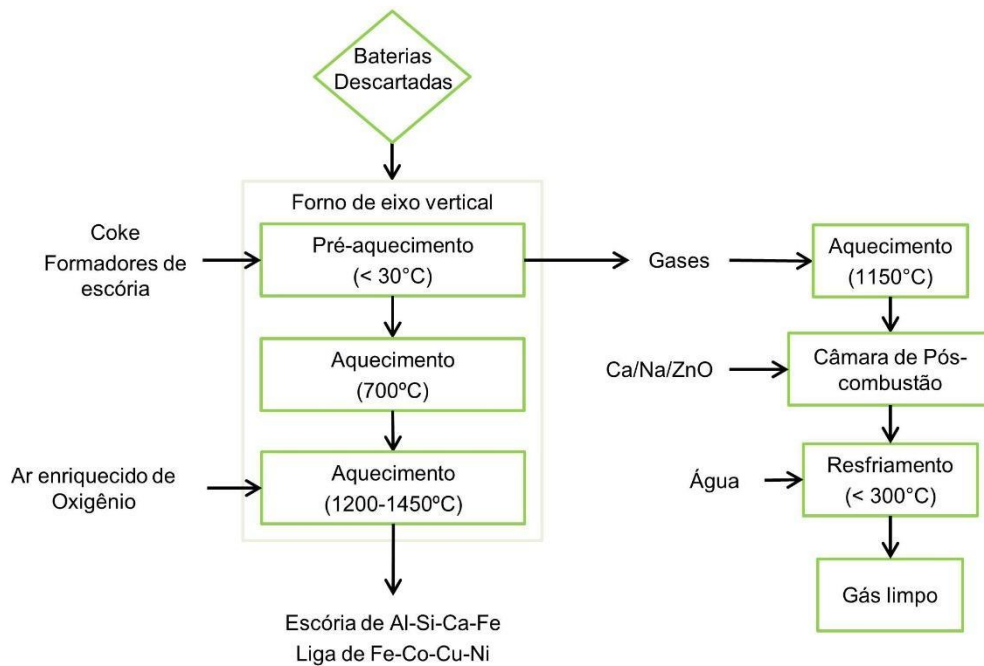 Baterias
Descartadas
Forno de eixo vertical
Coke
Formadores de
escória
Pré-aquecimento
(< 30°C)
Gases
Aquecimento
(1150°C)
Aquecimento
(700ºC)
Ca/Na/ZnO
Câmara de Pós-
combustão
Ar enriquecido de
Oxigênio
Aquecimento
(1200-1450ºC)
Água
Resfriamento
(< 300°C)
Gás limpo
Escória de Al-Si-Ca-Fe
Liga de Fe-Co-Cu-Ni